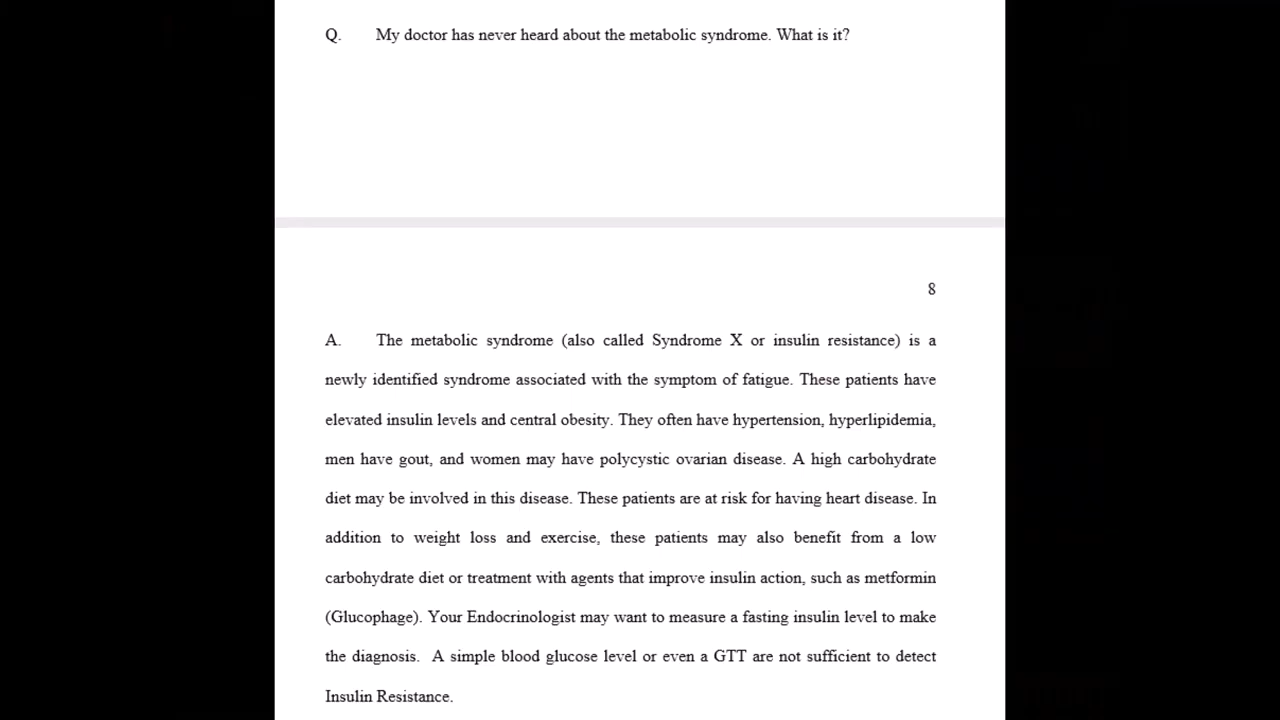 Q. My doctor has never heard about the metabolic syndrome. What is it?
8
A. The metabolic syndrome (also called Syndrome X or insulin resistance) is a
newly identified syndrome associated with the symptom of fatigue. These patients have
elevated insulin levels and central obesity. They often have hypertension, hyperlipidemia,
men have gout, and women may have polycystic ovarian disease. A high carbohydrate
diet may be involved in this disease. These patients are at risk for having heart disease. In
addition to weight loss and exercise, these patients may also benefit from a low
carbohydrate diet or treatment with agents that improve insulin action, such as metformin
(Glucophage). Your Endocrinologist may want to measure a fasting insulin level to make
the diagnosis. A simple blood glucose level or even a GTT are not sufficient to detect
Insulin Resistance.